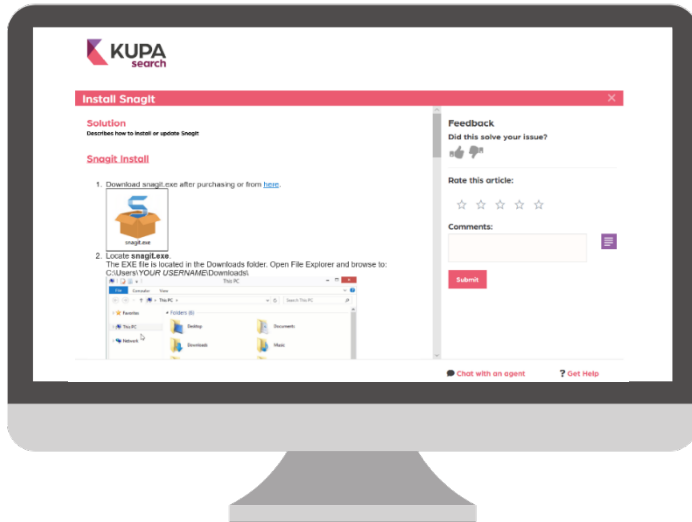 KUPA
search
Install SnagIt
Solution
Describes how to install or update SnagIt
Snagit Install
1. Download snagit.exe after purchasing or from here.
snagit.exe
2. Locate snagit.exe.
The EXE file is located in the Downloads folder. Open File Explorer and browse to:
C:\Users\YOUR USERNAME\Downloads\
This PC
File Computer View
This PC
Search This PC
Favorites
This PC
Network
Folders (6)
Desktop
Documents
Downloads
Music
Feedback
Did this solve your issue?
Rate this article:
Comments:
Submit
Chat with an agent
? Get Help